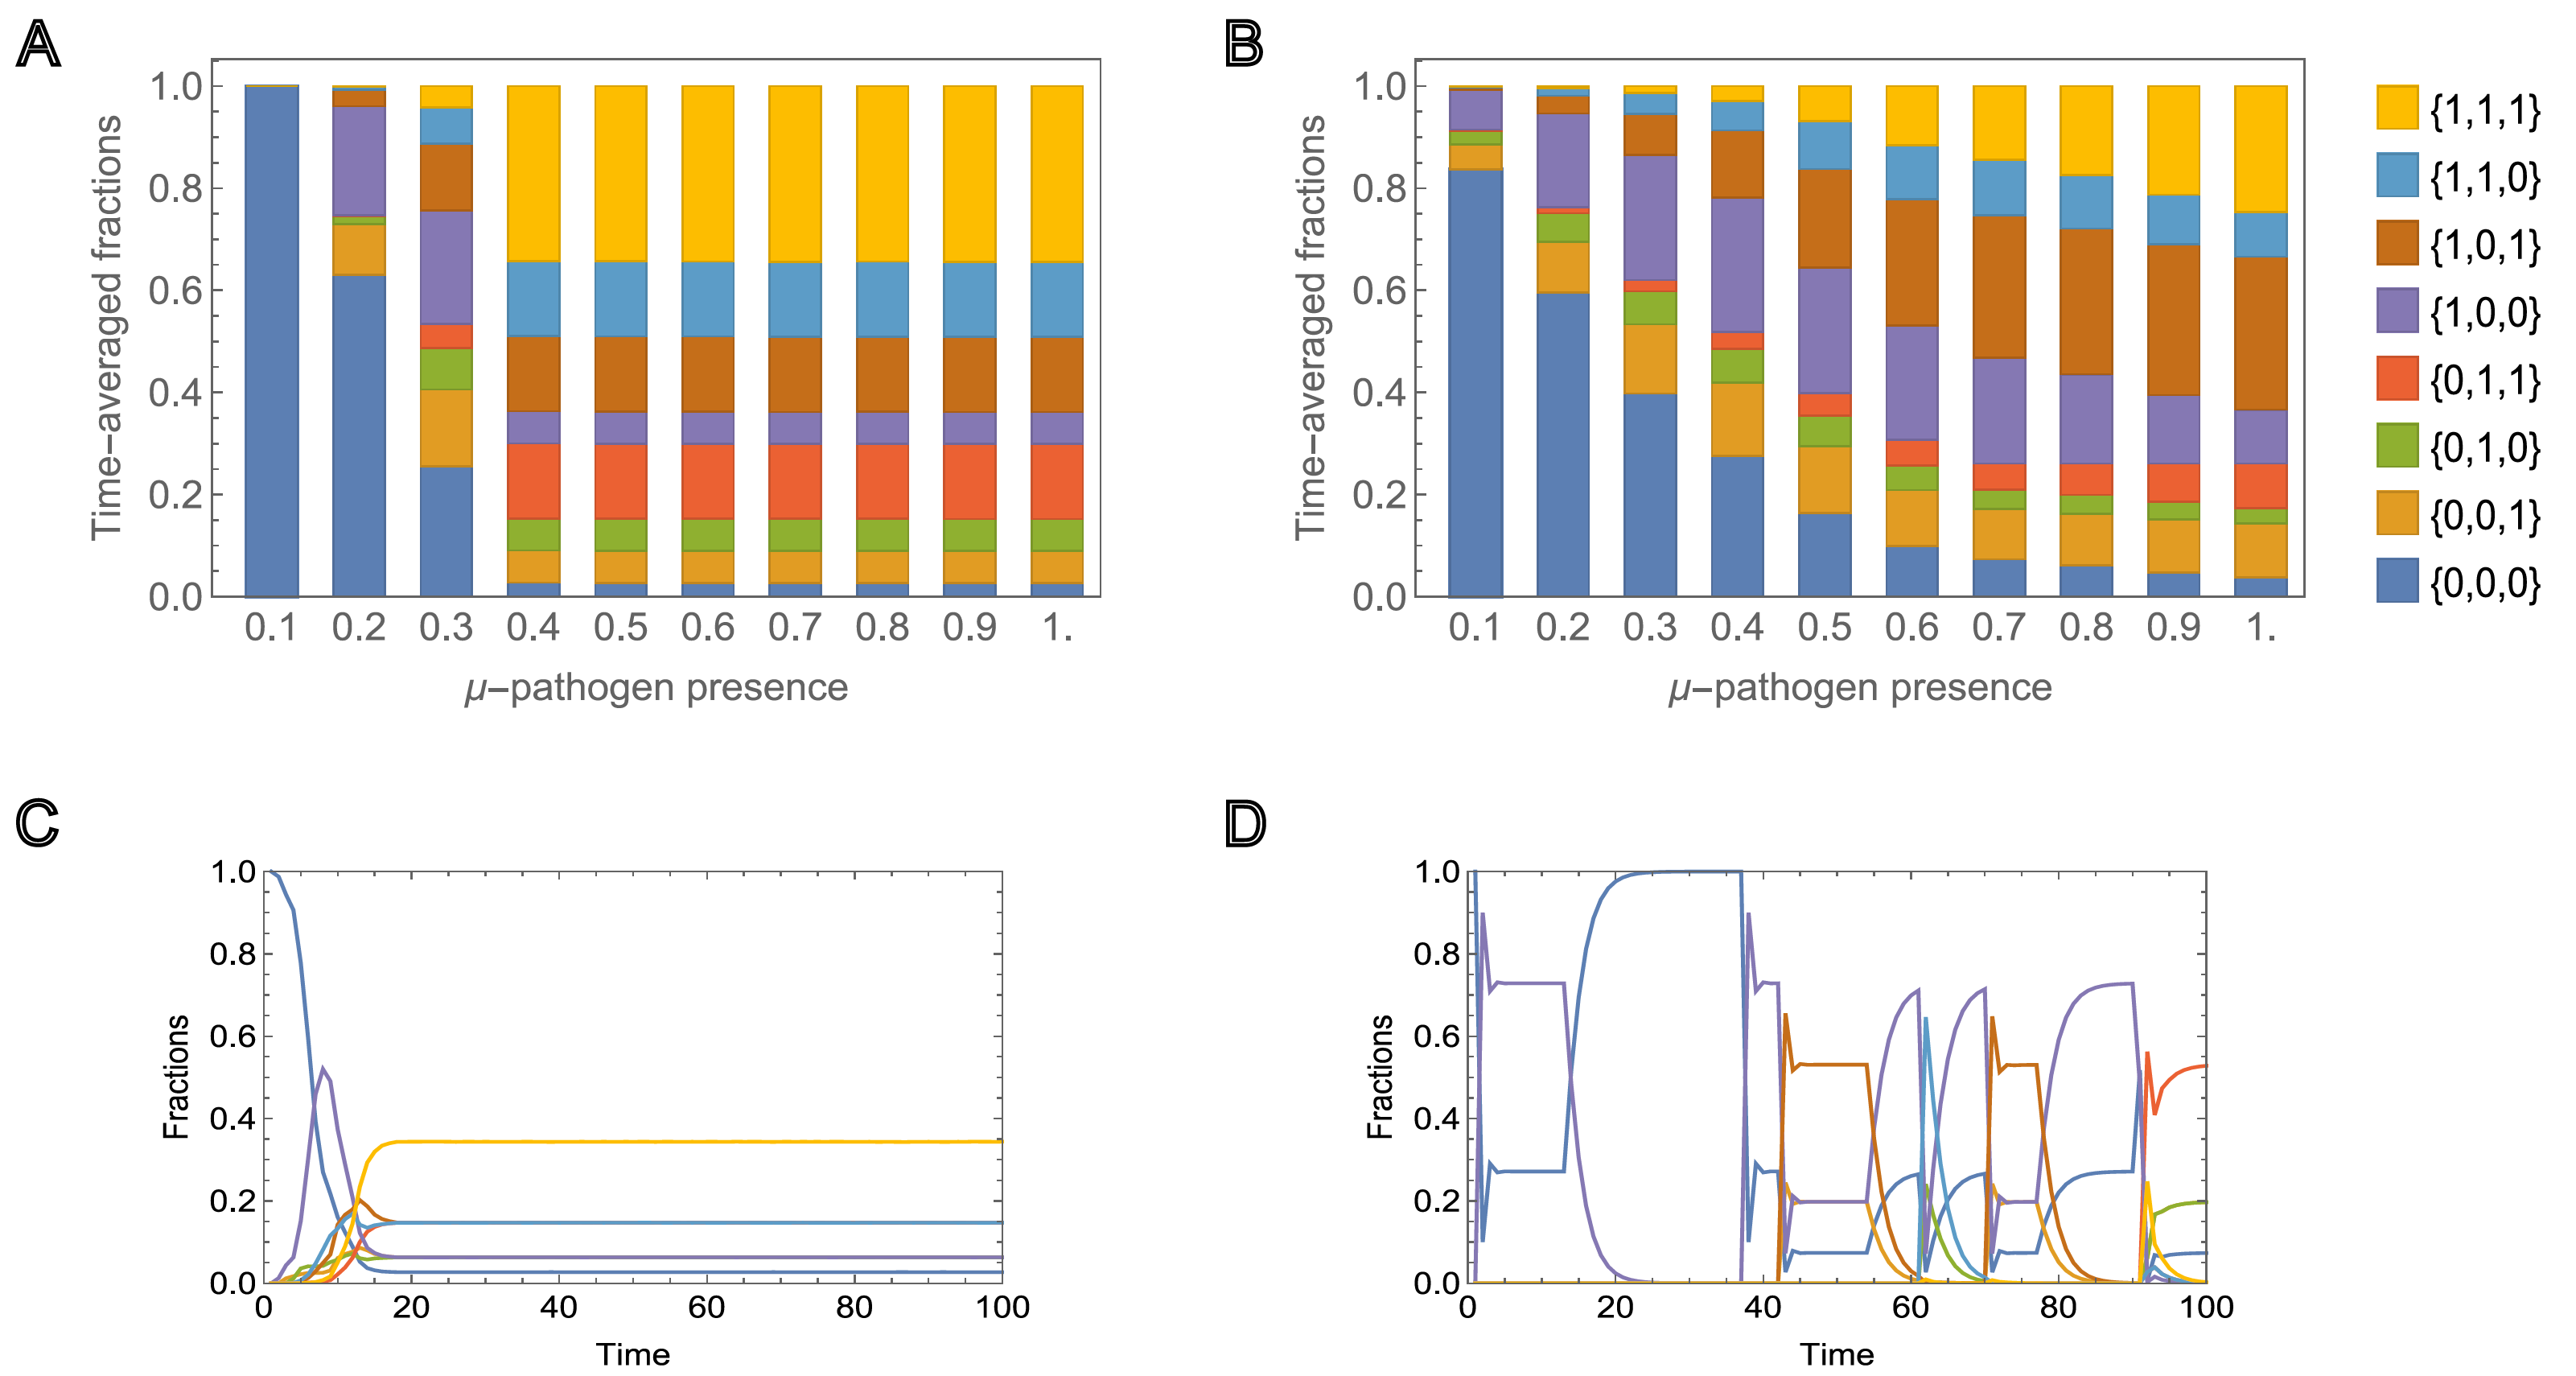 A
Time-averaged fractions
1.0
0.8
0.6
0.4
0.2
0.0
0.1 0.2 0.3 0.4 0.5 0.6 0.7 0.8 0.9 1.
μ-pathogen presence
B
Time-averaged fractions
1.0
0.8
0.6
0.4
0.2
0.0
0.1 0.2 0.3 0.4 0.5 0.6 0.7 0.8 0.9 1.
μ-pathogen presence
{1,1,1}
{1,1,0}
{1,0,1}
{1,0,0}
{0,1,1}
{0,1,0}
{0,0,1}
{0,0,0}
C
Fractions
1.0
0.8
0.6
0.4
0.2
0.0
0 20 40 60 80 100
Time
D
Fractions
1.0
0.8
0.6
0.4
0.2
0.0
0 20 40 60 80 100
Time